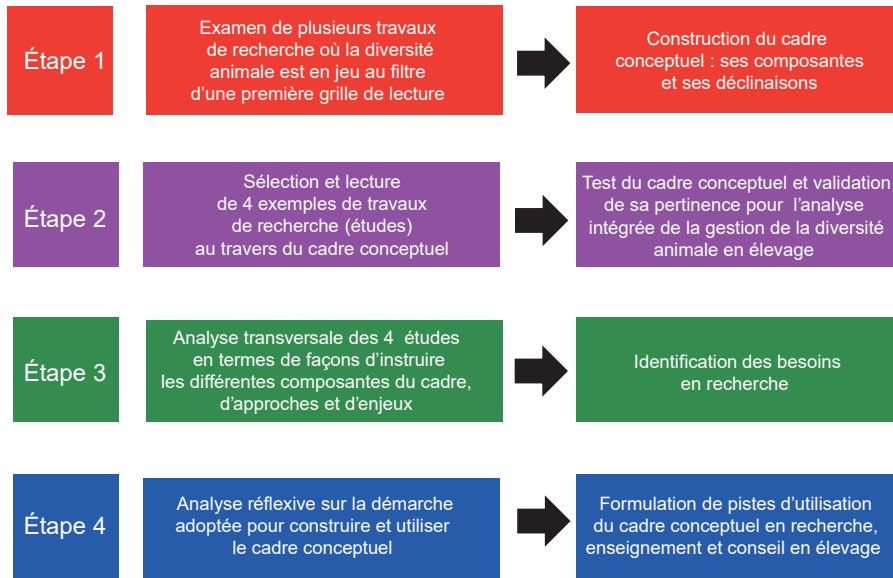 Étape 1
Examen de plusieurs travaux
de recherche où la diversité
animale est en jeu au filtre
d'une première grille de lecture
Construction du cadre
conceptuel : ses composantes
et ses déclinaisons
Étape 2
Sélection et lecture
de 4 exemples de travaux
de recherche (études)
au travers du cadre conceptuel
Test du cadre conceptuel et validation
de sa pertinence pour l'analyse
intégrée de la gestion de la diversité
animale en élevage
Étape 3
Analyse transversale des 4 études
en termes de façons d'instruire
les différentes composantes du cadre,
d'approches et d'enjeux
Identification des besoins
en recherche
Étape 4
Analyse réflexive sur la démarche
adoptée pour construire et utiliser
le cadre conceptuel
Formulation de pistes d'utilisation
du cadre conceptuel en recherche,
enseignement et conseil en élevage